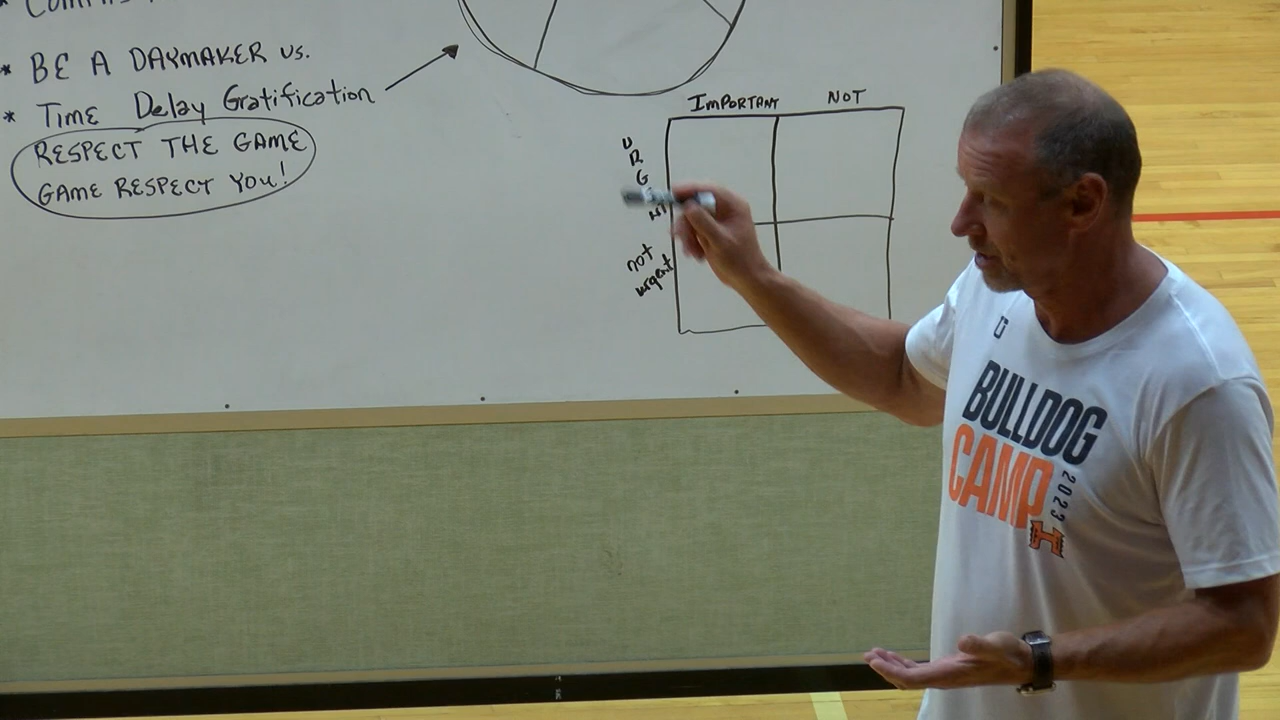 * BE A DAYMAKER VS.
* Time Delay Gratification
RESPECT THE GAME
GAME RESPECT YOU!
ImPORTANT NOT
URG
not
urgent
BULLDOG
CAMP
2023
H